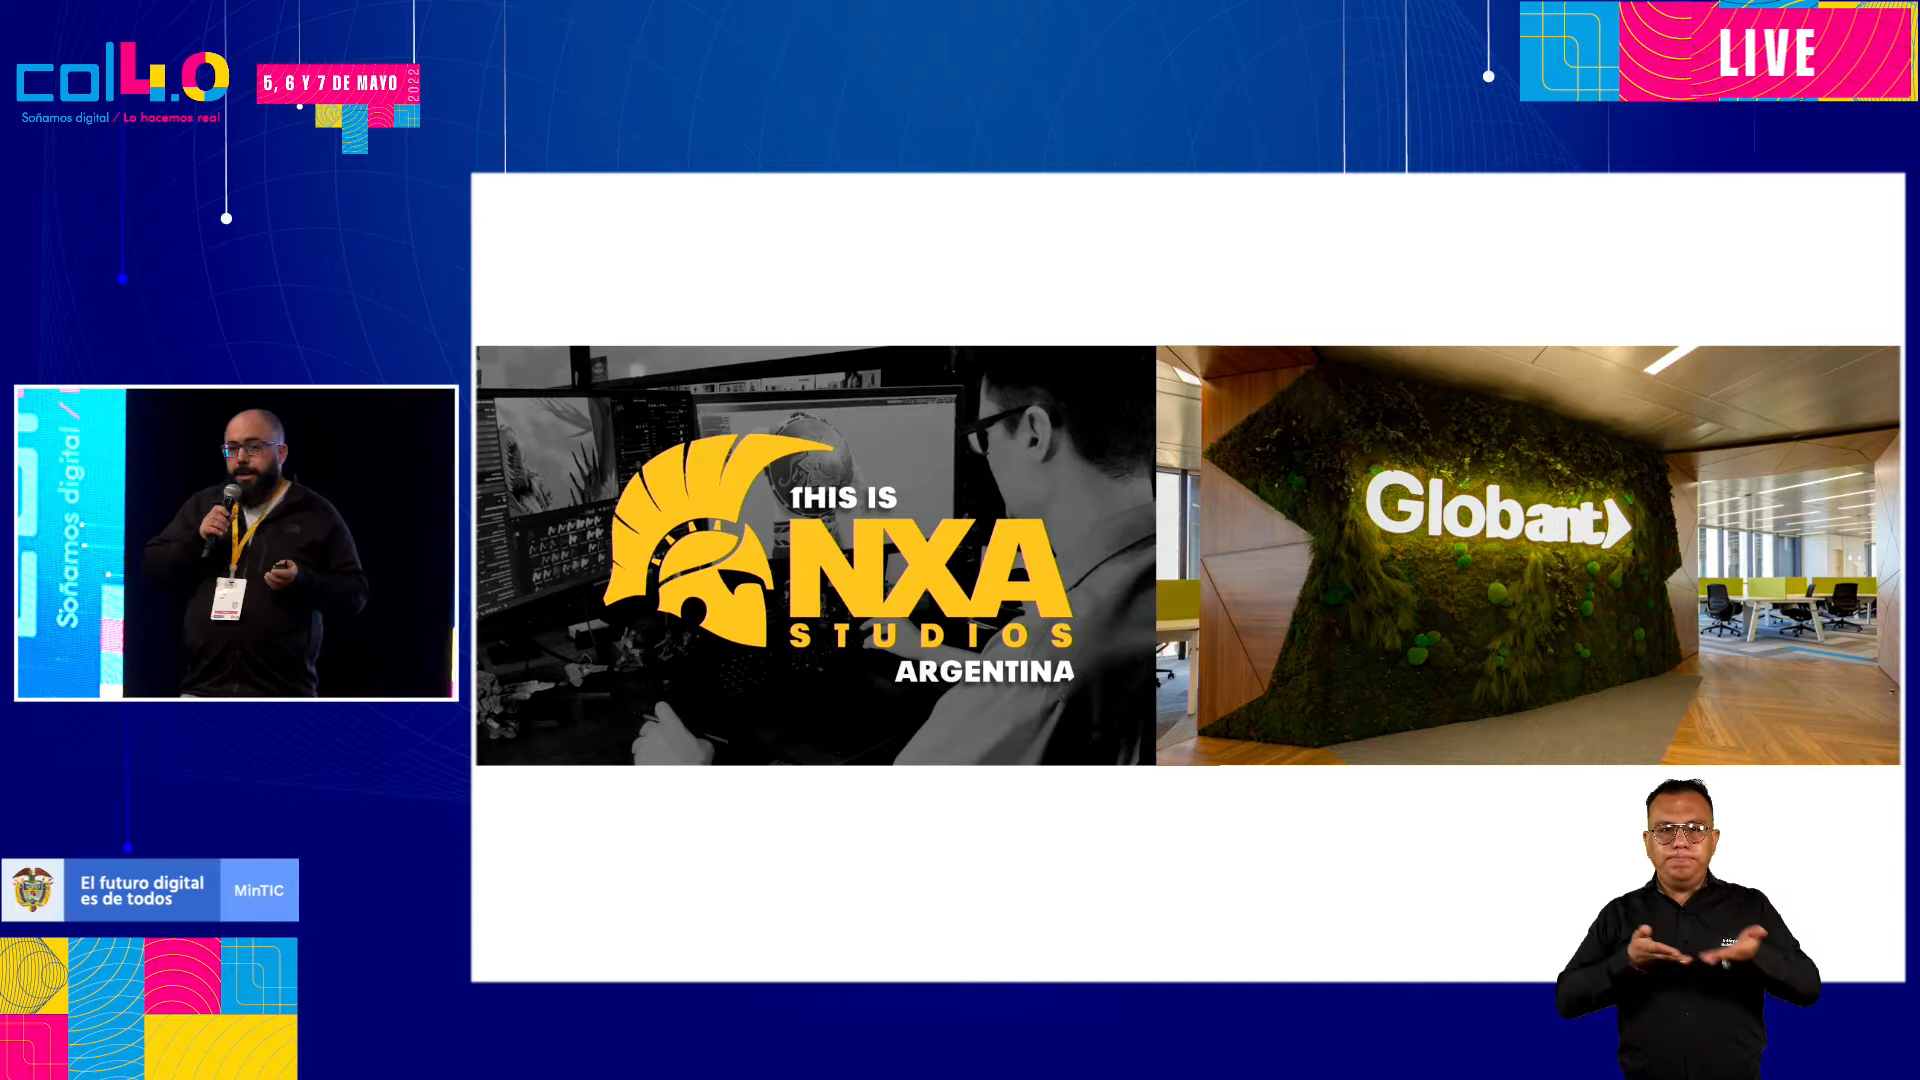 col4.0
Soñamos digital / Lo hacemos real
5, 6 Y 7 DE MAYO
2022
LIVE
Soñamos digital /
THIS IS
NXA
STUDIOS
ARGENTINA
Globant
El futuro digital
es de todos
MinTIC